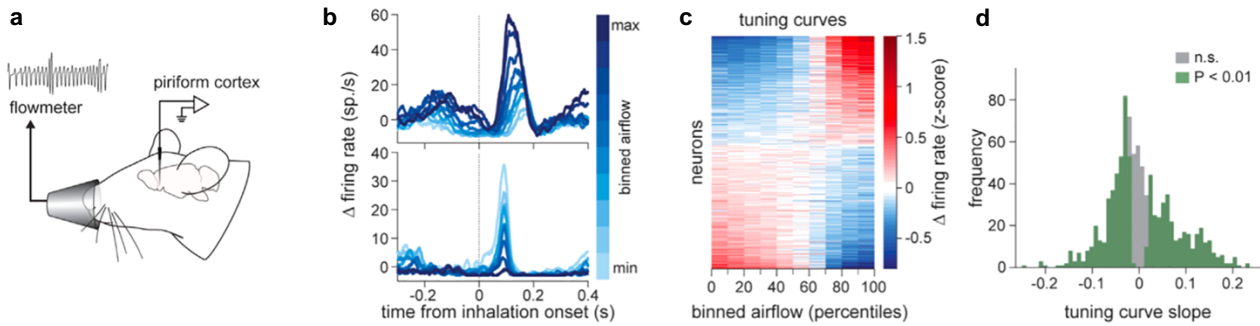 a
flowmeter
piriform cortex
b
Δ firing rate (sp./s)
60
40
20
0
40
30
20
10
0
-0.2
0
0.2
0.4
time from inhalation onset (s)
max
binned airflow
min
c
tuning curves
neurons
0
20
40
60
80
100
binned airflow (percentiles)
1.5
1
0.5
0
-0.5
Δ firing rate (z-score)
d
n.s.
P < 0.01
frequency
80
60
40
20
0
-0.2
-0.1
0
0.1
0.2
tuning curve slope